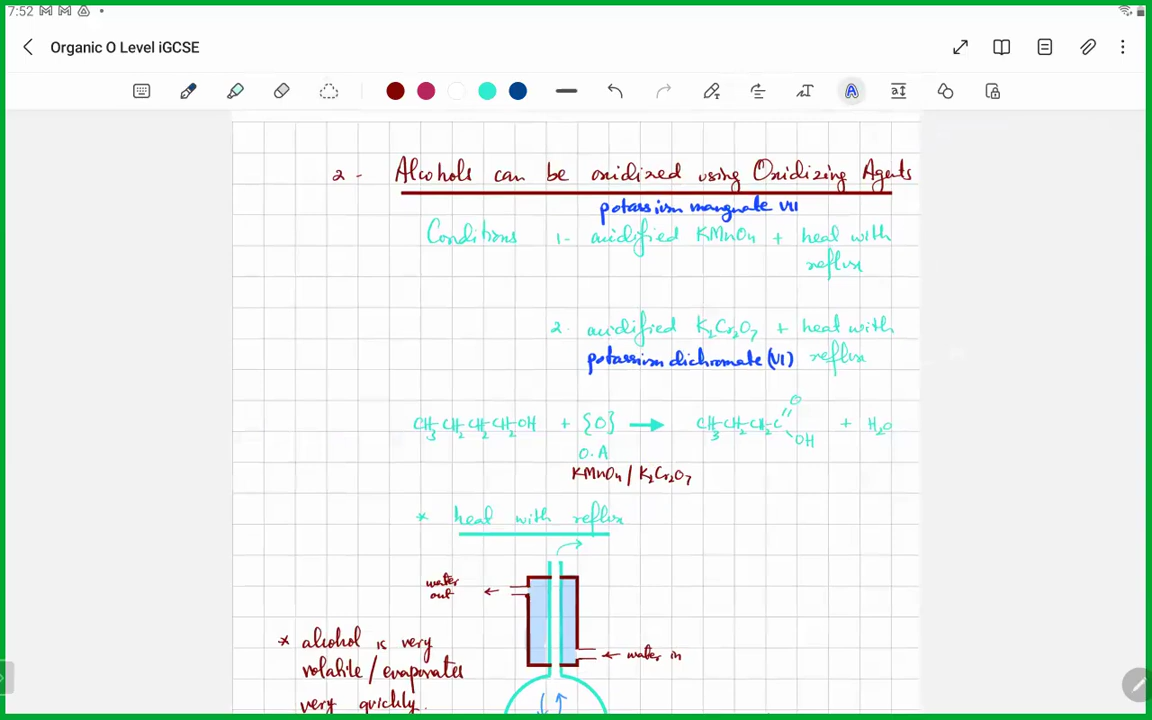 7:52
Organic O Level iGCSE
2 - Alcohols can be oxidized using Oxidizing Agents
potassium mangnate VII
Conditions 1- acidified KMnO4 + heat with
reflux
2. acidified K2Cr2O7 + heat with
potassium dichromate (VI) reflux
O
CH3CH2CH2CH2OH + {O} → CH3CH2CH2C + H2O
OH
O.A
KMnO4 / K2Cr2O7
* heat with reflux
water
out ←
* alcohol is very
← water in
volatile / evaporates
very quickly.